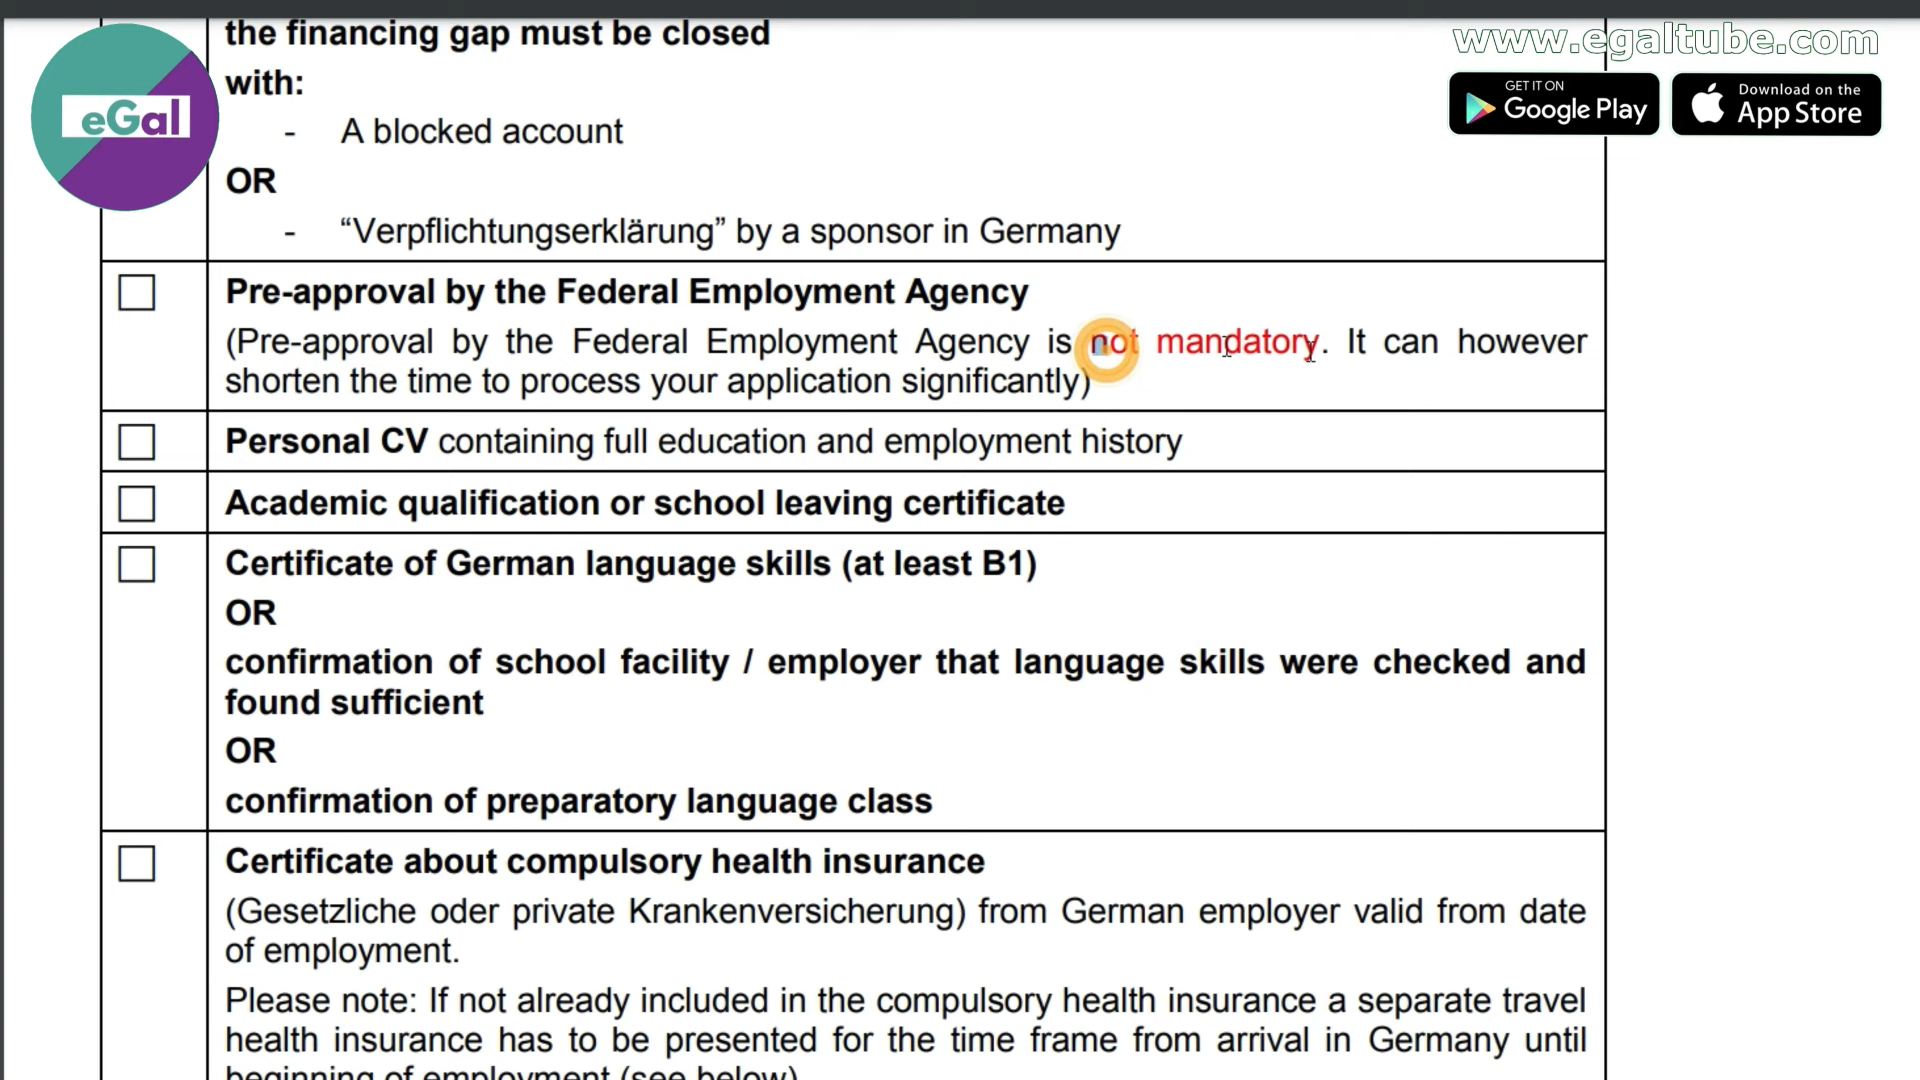 the financing gap must be closed
with:
- A blocked account
OR
- “Verpflichtungserklärung” by a sponsor in Germany
Pre-approval by the Federal Employment Agency
(Pre-approval by the Federal Employment Agency is not mandatory. It can however
shorten the time to process your application significantly)
Personal CV containing full education and employment history
Academic qualification or school leaving certificate
Certificate of German language skills (at least B1)
OR
confirmation of school facility / employer that language skills were checked and
found sufficient
OR
confirmation of preparatory language class
Certificate about compulsory health insurance
(Gesetzliche oder private Krankenversicherung) from German employer valid from date
of employment.
Please note: If not already included in the compulsory health insurance a separate travel
health insurance has to be presented for the time frame from arrival in Germany until
beginning of employment (see below)
eGal
www.egaltube.com
GET IT ON
Google Play
Download on the
App Store